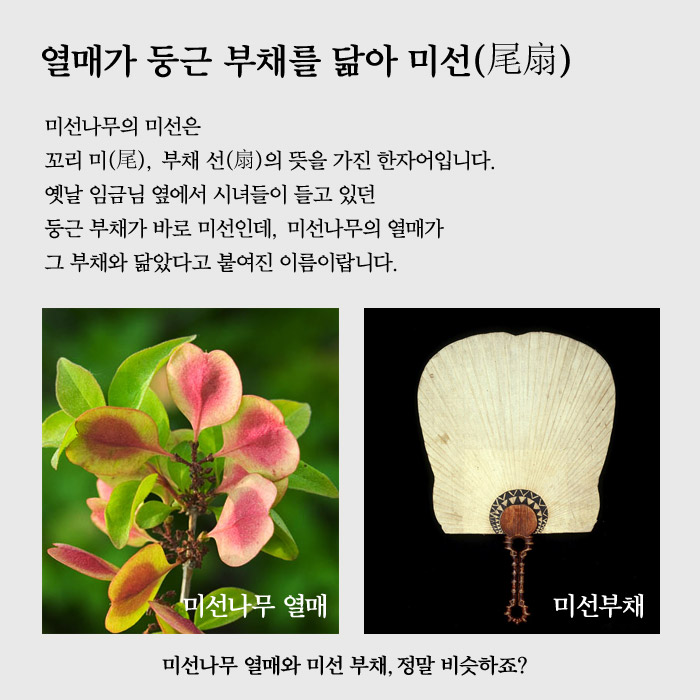 열매가 둥근 부채를 닮아 미선(尾扇)
미선나무의 미선은
꼬리 미(尾), 부채 선(扇)의 뜻을 가진 한자어입니다.
옛날 임금님 옆에서 시녀들이 들고 있던
둥근 부채가 바로 미선인데, 미선나무의 열매가
그 부채와 닮았다고 붙여진 이름이랍니다.
미선나무 열매
미선부채
미선나무 열매와 미선 부채, 정말 비슷하죠?